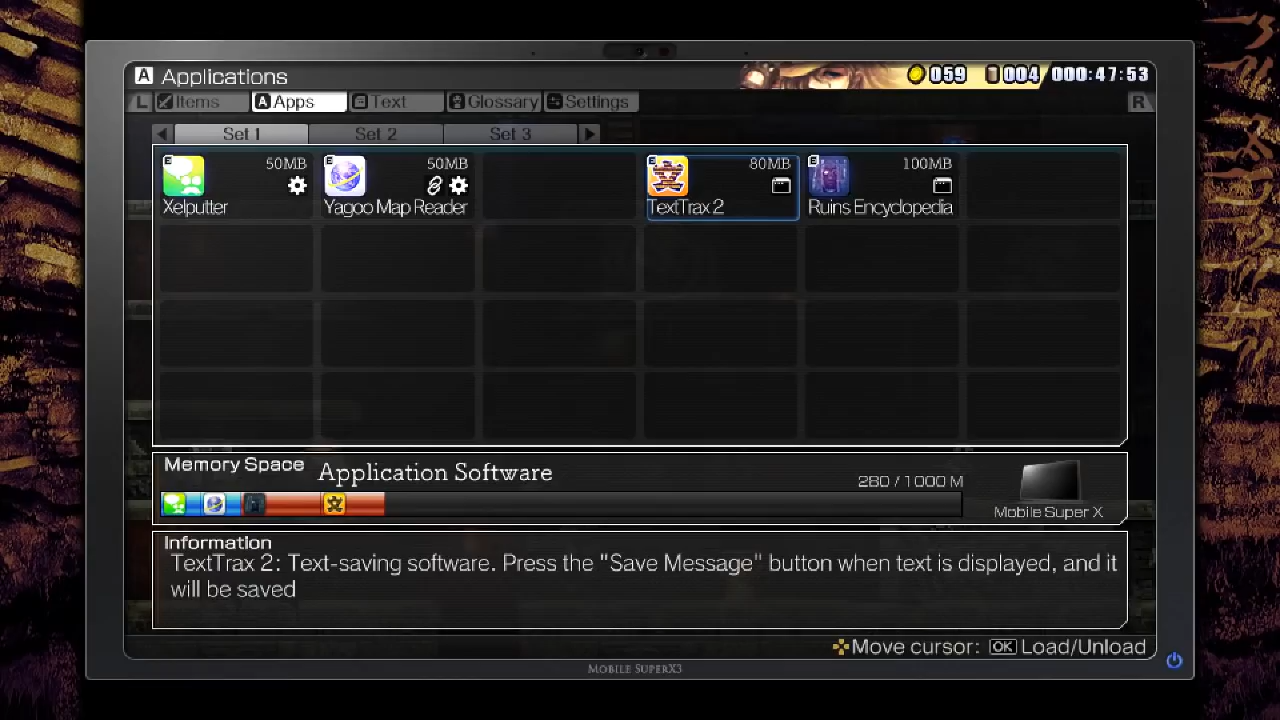 A Applications
059 004 000:47:53
L Items A Apps Text Glossary Settings R
Set 1 Set 2 Set 3
E 50MB E 50MB E 80MB E 100MB
Xelputter Yagoo Map Reader TextTrax 2 Ruins Encyclopedia
Memory Space Application Software
280 / 1000 M
Mobile Super X
Information
TextTrax 2: Text-saving software. Press the "Save Message" button when text is displayed, and it
will be saved
Move cursor: OK Load/Unload
MOBILE SUPERX3